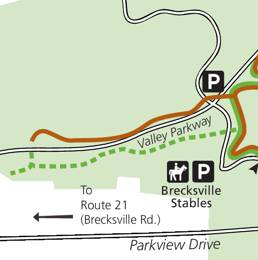 P
Valley Parkway
P
Brecksville
Stables
To
Route 21
(Brecksville Rd.)
Parkview Drive